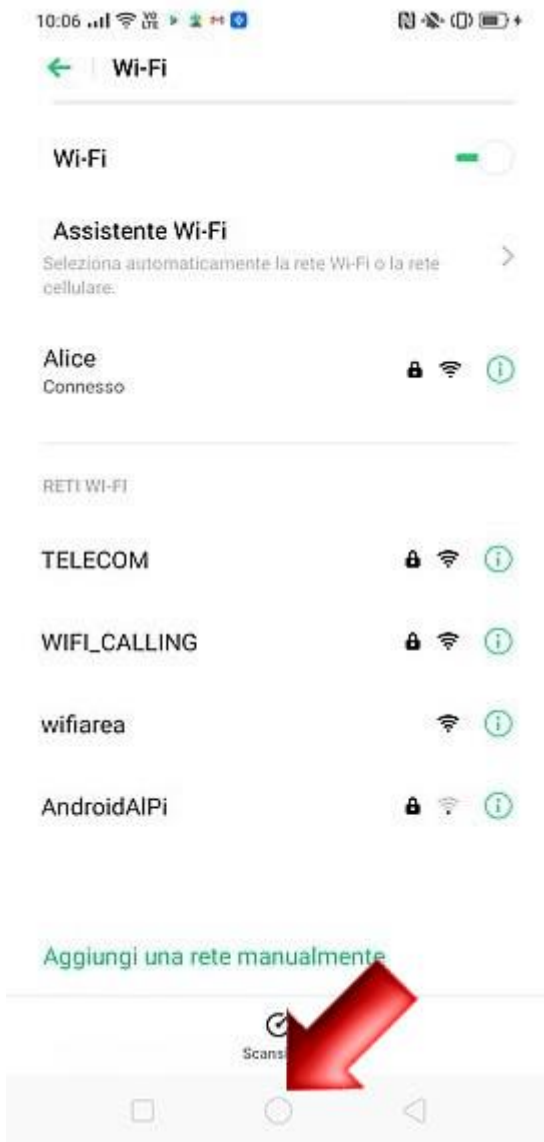 10:06
Wi-Fi
Wi-Fi
Assistente Wi-Fi
Seleziona automaticamente la rete Wi-Fi o la rete
cellulare.
Alice
Connesso
RETI WI-FI
TELECOM
WIFI_CALLING
wifiarea
AndroidAlPi
Aggiungi una rete manualmente